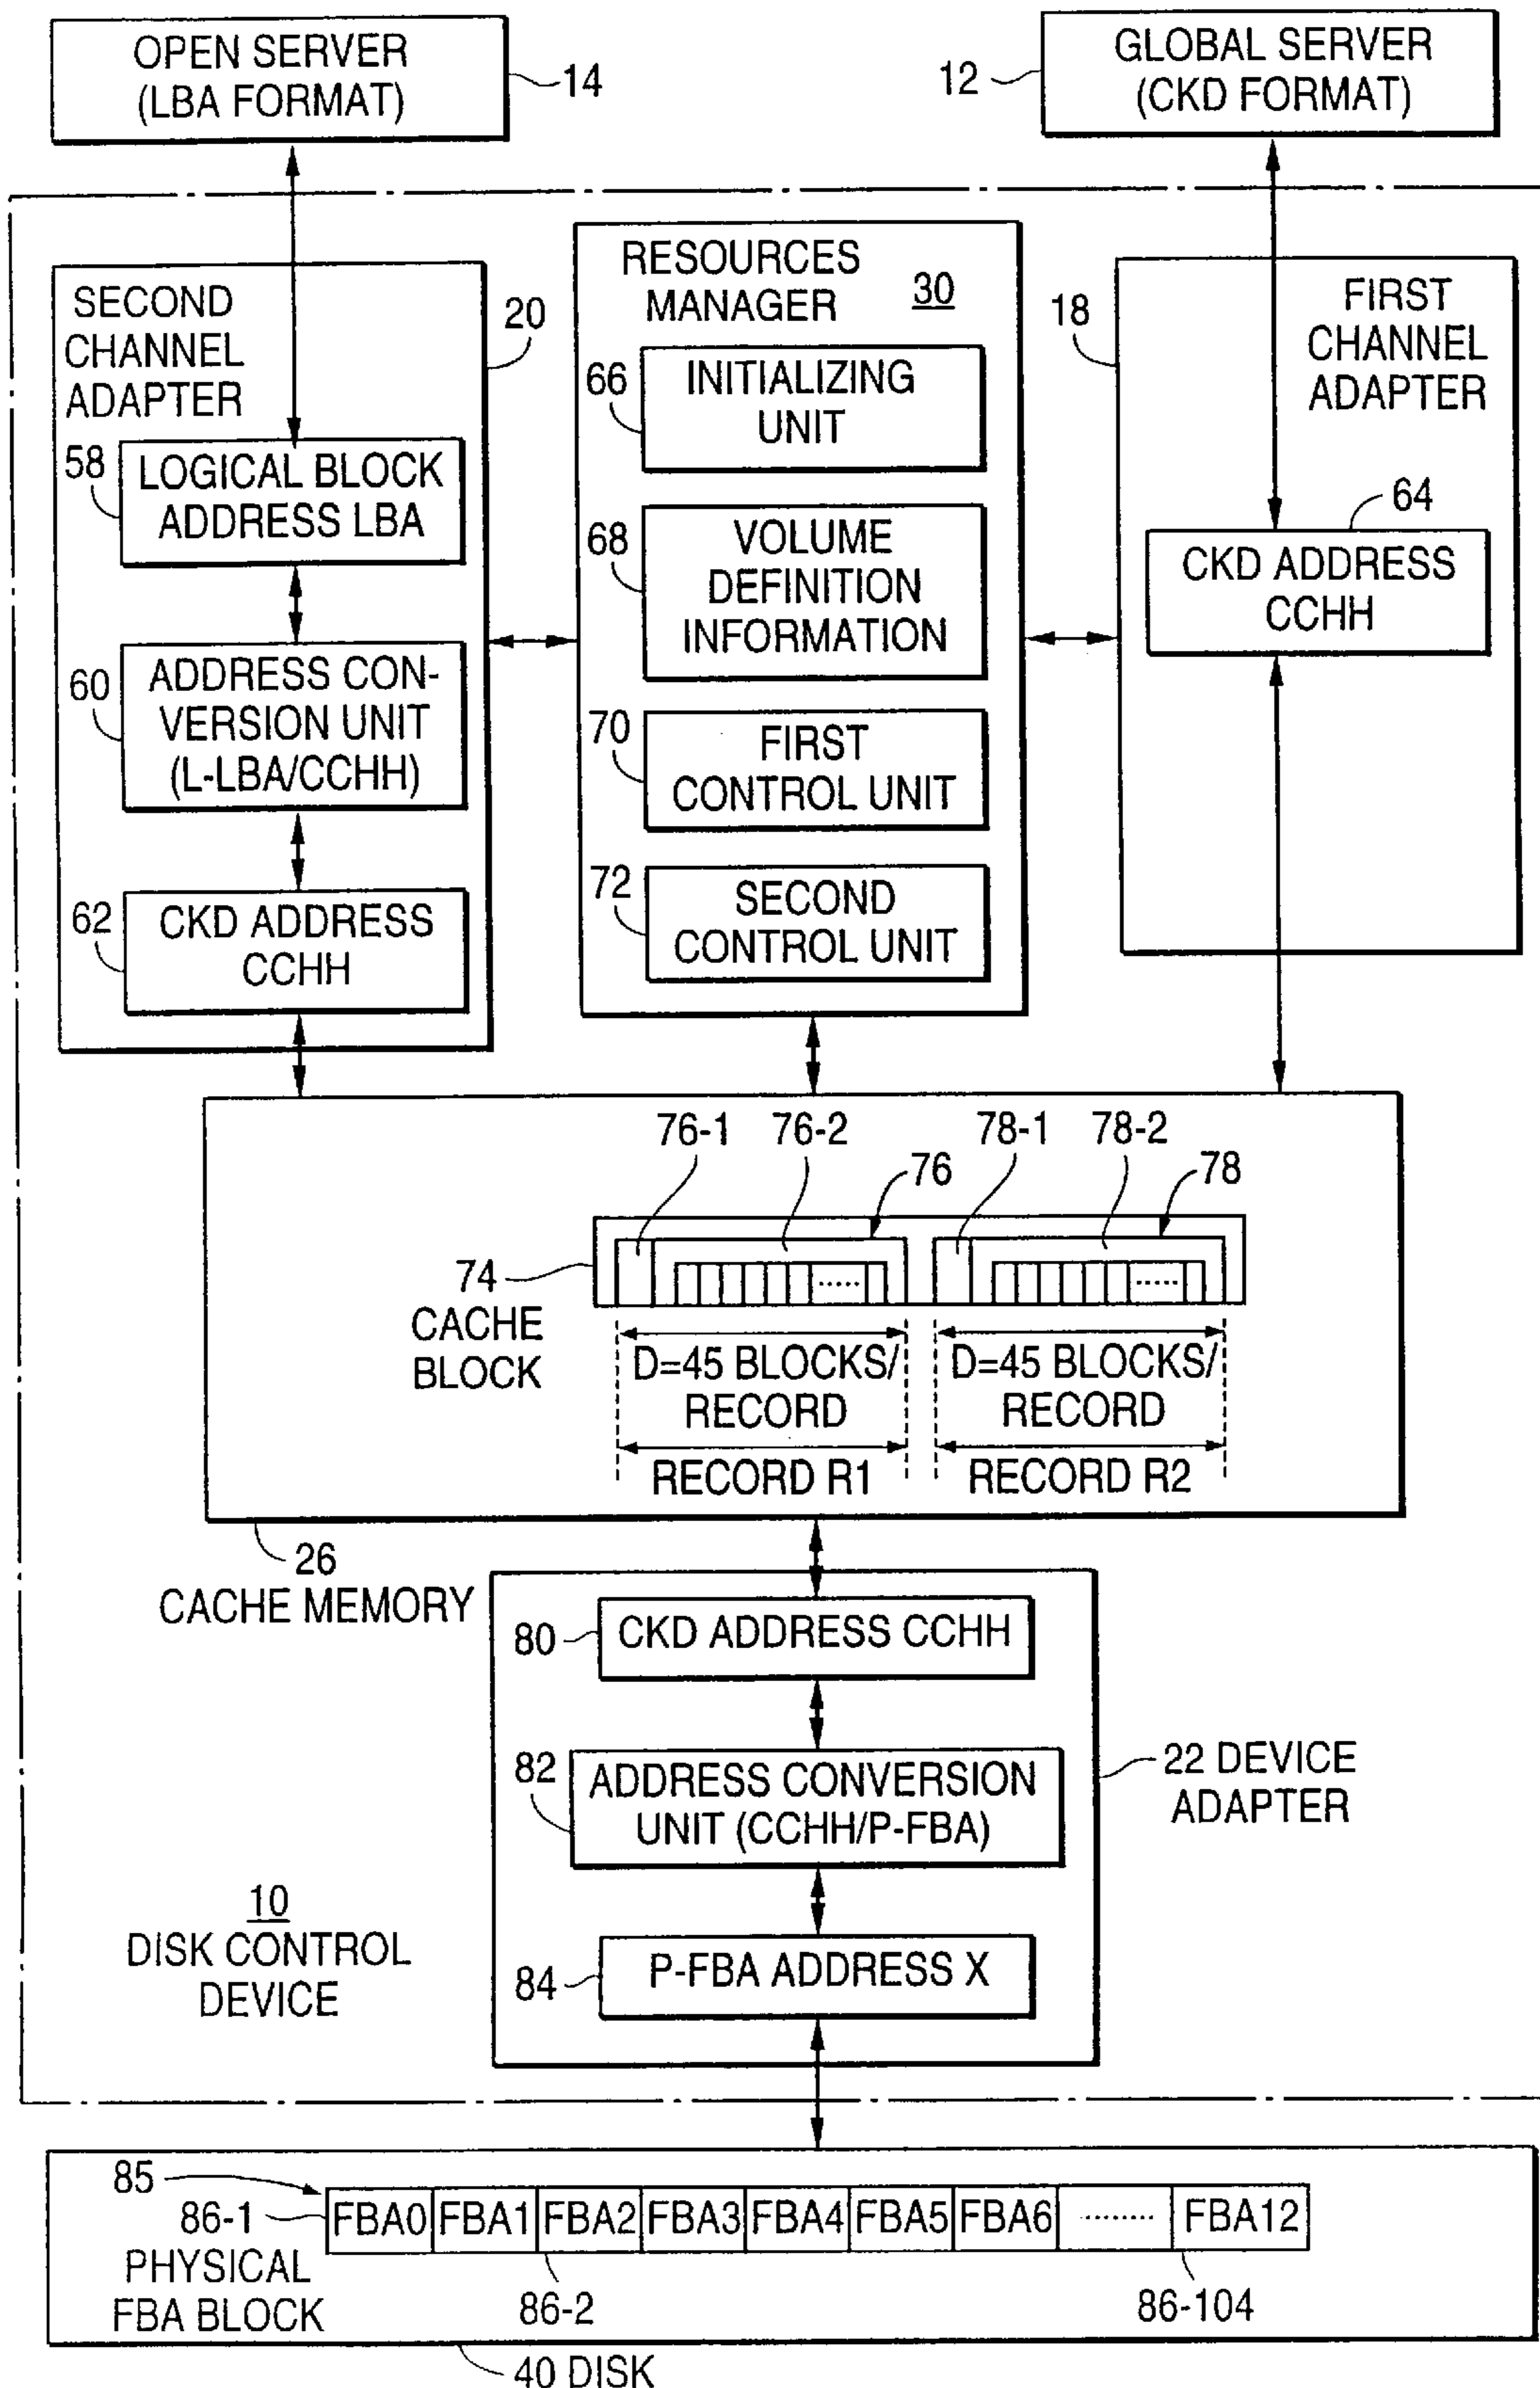 OPEN SERVER
(LBA FORMAT)
14
12
GLOBAL SERVER
(CKD FORMAT)
SECOND
CHANNEL
ADAPTER
20
58
LOGICAL BLOCK
ADDRESS LBA
60
ADDRESS CON-
VERSION UNIT
(L-LBA/CCHH)
62
CKD ADDRESS
CCHH
RESOURCES
MANAGER
30
66
INITIALIZING
UNIT
68
VOLUME
DEFINITION
INFORMATION
70
FIRST
CONTROL UNIT
72
SECOND
CONTROL UNIT
18
FIRST
CHANNEL
ADAPTER
64
CKD ADDRESS
CCHH
76-1
76-2
76
78-1
78-2
78
74
CACHE
BLOCK
......
......
D=45 BLOCKS/
RECORD
D=45 BLOCKS/
RECORD
RECORD R1
RECORD R2
26
CACHE MEMORY
80
CKD ADDRESS CCHH
82
ADDRESS CONVERSION
UNIT (CCHH/P-FBA)
84
P-FBA ADDRESS X
22 DEVICE
ADAPTER
10
DISK CONTROL
DEVICE
85
86-1
PHYSICAL
FBA BLOCK
FBA0 FBA1 FBA2 FBA3 FBA4 FBA5 FBA6 ......... FBA12
86-2
86-104
40 DISK